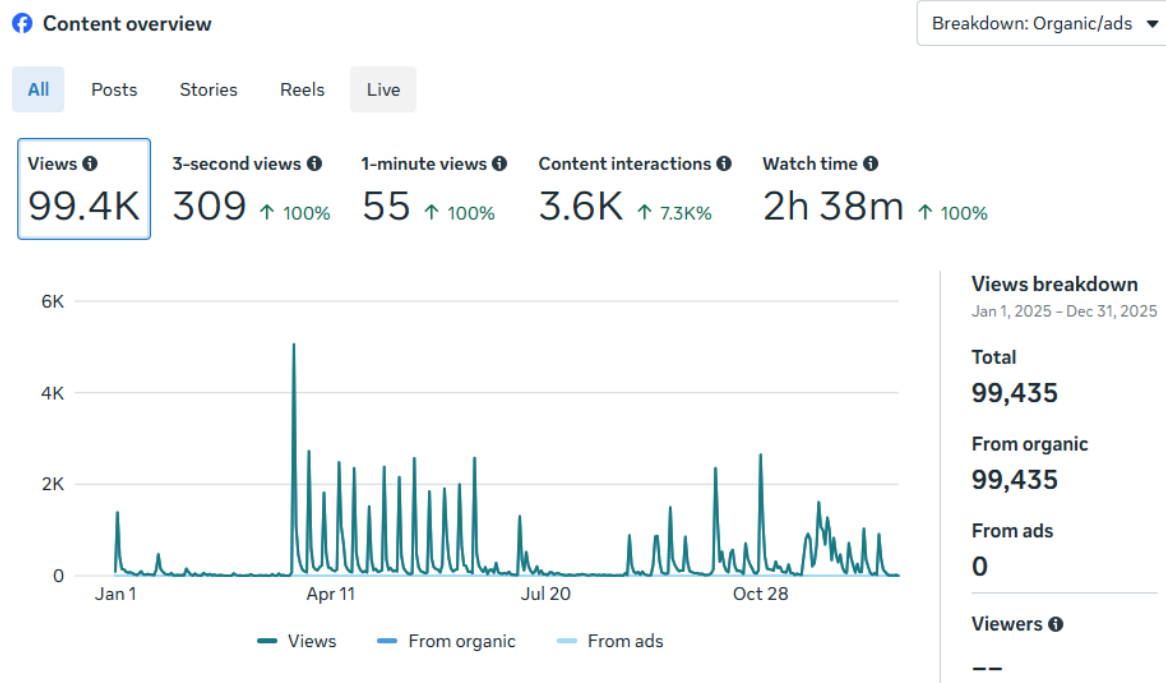 Content overview
Breakdown: Organic/ads
All Posts Stories Reels Live
Views 3-second views 1-minute views Content interactions Watch time
99.4K 309 ↑ 100% 55 ↑ 100% 3.6K ↑ 7.3K% 2h 38m ↑ 100%
6K
4K
2K
0
Jan 1 Apr 11 Jul 20 Oct 28
Views From organic From ads
Views breakdown
Jan 1, 2025 – Dec 31, 2025
Total
99,435
From organic
99,435
From ads
0
Viewers
--